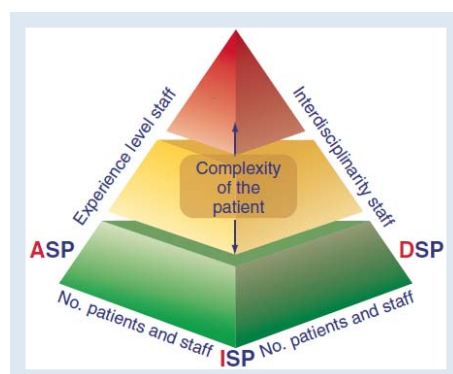 Experience level staff
Interdisciplinarity staff
Complexity
of the
patient
ASP
DSP
No. patients and staff
ISP
No. patients and staff